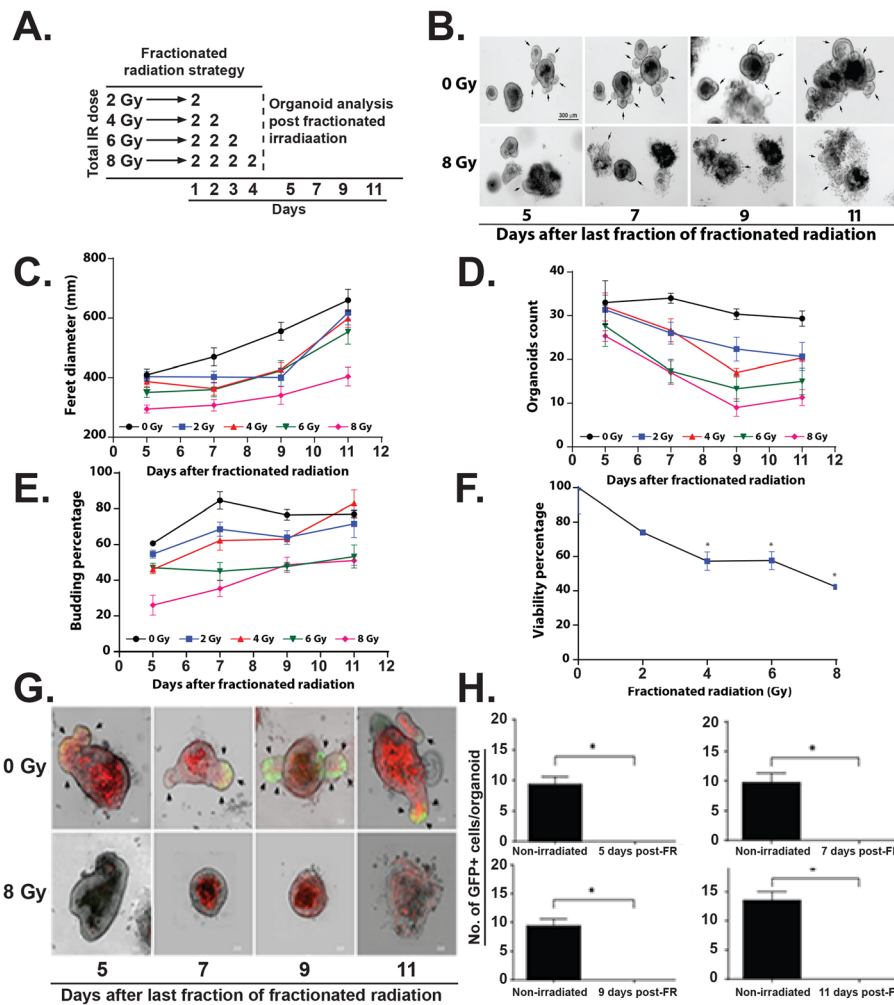 A.
Fractionated
radiation strategy
Total IR dose
2 Gy 2
4 Gy 2 2
6 Gy 2 2 2
8 Gy 2 2 2 2
Organoid analysis
post fractionated
irradiaation
1 2 3 4 5 7 9 11
Days
B.
0 Gy
300 µm
8 Gy
5 7 9 11
Days after last fraction of fractionated radiation
C.
Feret diameter (mm)
800
600
400
200
0 Gy 2 Gy 4 Gy 6 Gy 8 Gy
0 1 2 3 4 5 6 7 8 9 10 11 12
Days after fractionated radiation
D.
Organoids count
40
30
20
10
0
0 Gy 2 Gy 4 Gy 6 Gy 8 Gy
0 5 6 7 8 9 10 11 12
Days after fractionated radiation
E.
Budding percentage
100
80
60
40
20
0
0 Gy 2 Gy 4 Gy 6 Gy 8 Gy
0 1 2 3 4 5 6 7 8 9 10 11 12
Days after fractionated radiation
F.
Viability percentage
100
80
60
40
20
0
* * *
0 2 4 6 8
Fractionated radiation (Gy)
G.
0 Gy
8 Gy
5 7 9 11
Days after last fraction of fractionated radiation
H.
No. of GFP+ cells/organoid
20
15
10
5
0
*
Non-irradiated 5 days post-FR
20
15
10
5
0
*
Non-irradiated 7 days post-FR
20
15
10
5
0
*
Non-irradiated 9 days post-FR
15
10
5
0
*
Non-irradiated 11 days post-F